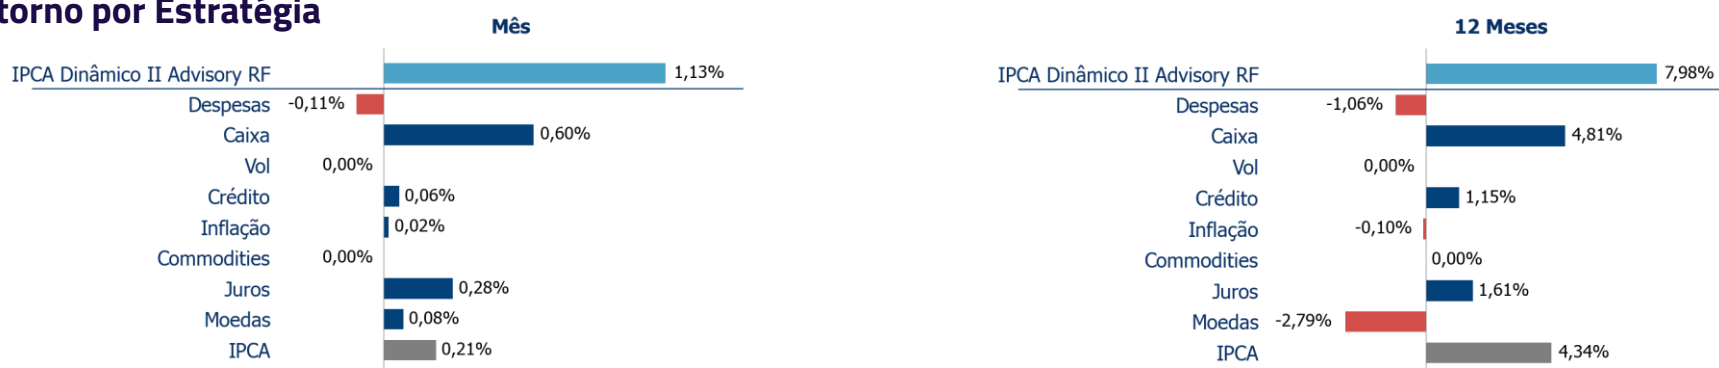 torno por Estratégia
Mês
IPCA Dinâmico II Advisory RF 1,13%
Despesas -0,11%
Caixa 0,60%
Vol 0,00%
Crédito 0,06%
Inflação 0,02%
Commodities 0,00%
Juros 0,28%
Moedas 0,08%
IPCA 0,21%
12 Meses
IPCA Dinâmico II Advisory RF 7,98%
Despesas -1,06%
Caixa 4,81%
Vol 0,00%
Crédito 1,15%
Inflação -0,10%
Commodities 0,00%
Juros 1,61%
Moedas -2,79%
IPCA 4,34%